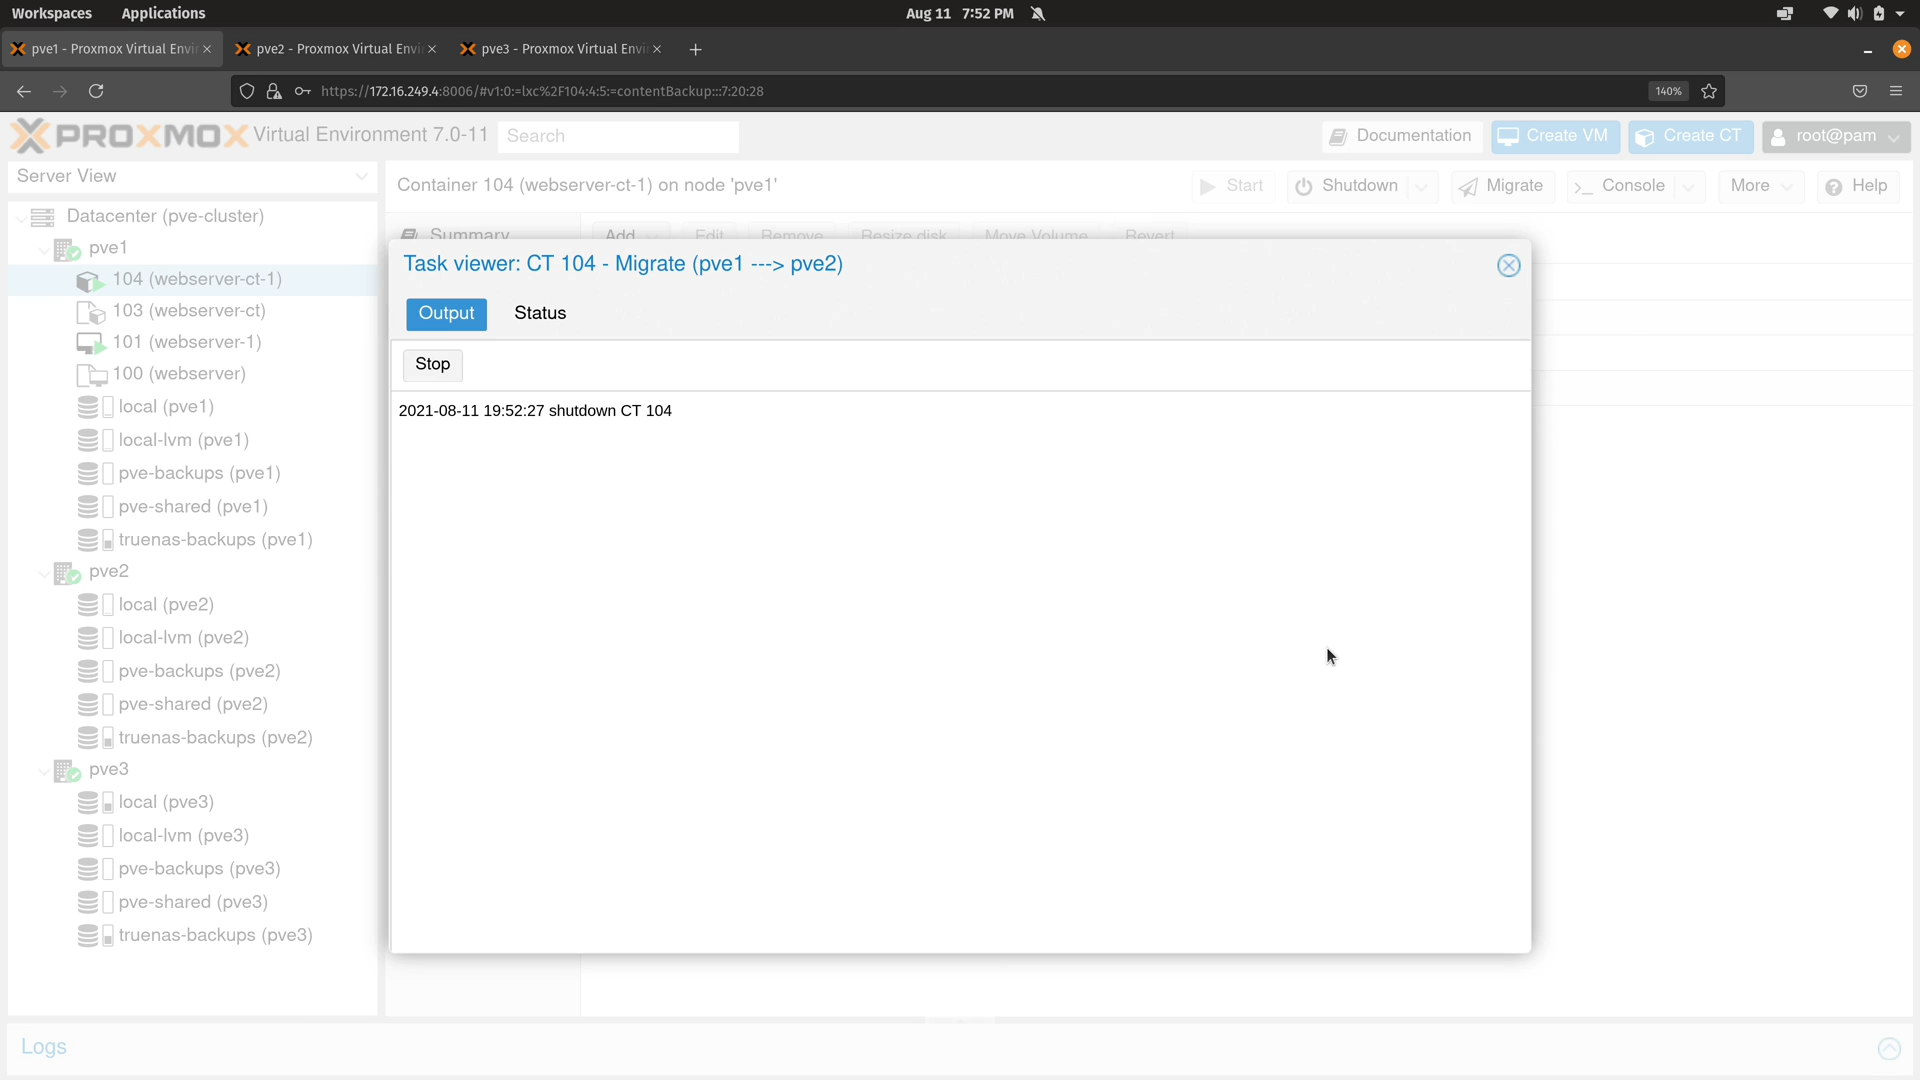 Workspaces Applications Aug 11 7:52 PM
pve1 - Proxmox Virtual Envi pve2 - Proxmox Virtual Envi pve3 - Proxmox Virtual Envi
https://172.16.249.4:8006/#v1:0:=lxc%2F104:4:5:=contentBackup:::7:20:28 140%
PROXMOX Virtual Environment 7.0-11 Search Documentation Create VM Create CT root@pam
Server View
Container 104 (webserver-ct-1) on node 'pve1' Start Shutdown Migrate >_ Console More Help
Datacenter (pve-cluster)
pve1
104 (webserver-ct-1)
103 (webserver-ct)
101 (webserver-1)
100 (webserver)
local (pve1)
local-lvm (pve1)
pve-backups (pve1)
pve-shared (pve1)
truenas-backups (pve1)
pve2
local (pve2)
local-lvm (pve2)
pve-backups (pve2)
pve-shared (pve2)
truenas-backups (pve2)
pve3
local (pve3)
local-lvm (pve3)
pve-backups (pve3)
pve-shared (pve3)
truenas-backups (pve3)
Summary Add Edit Remove Resize disk Move Volume Revert
Task viewer: CT 104 - Migrate (pve1 ---> pve2)
Output Status
Stop
2021-08-11 19:52:27 shutdown CT 104
Logs